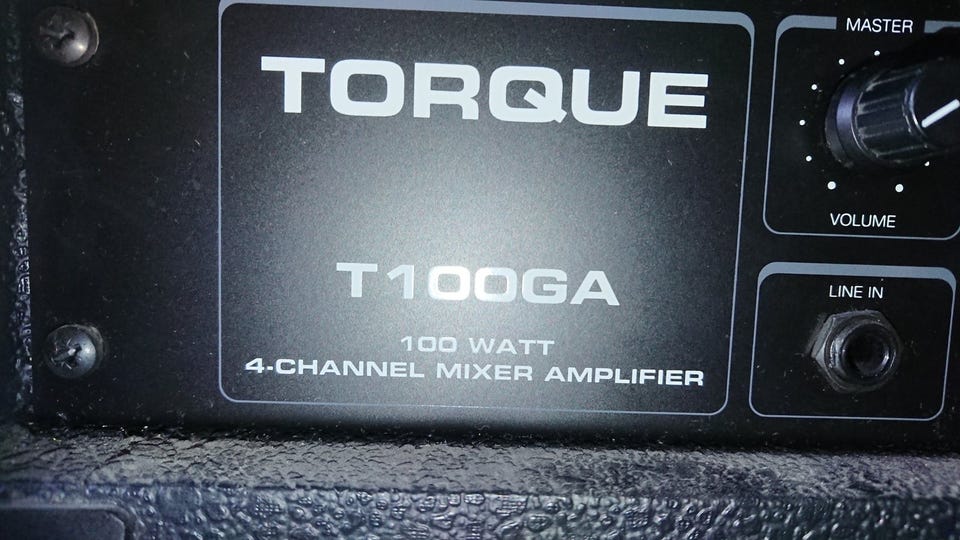 TORQUE
T100GA
100 WATT
4-CHANNEL MIXER AMPLIFIER
MASTER
VOLUME
LINE IN